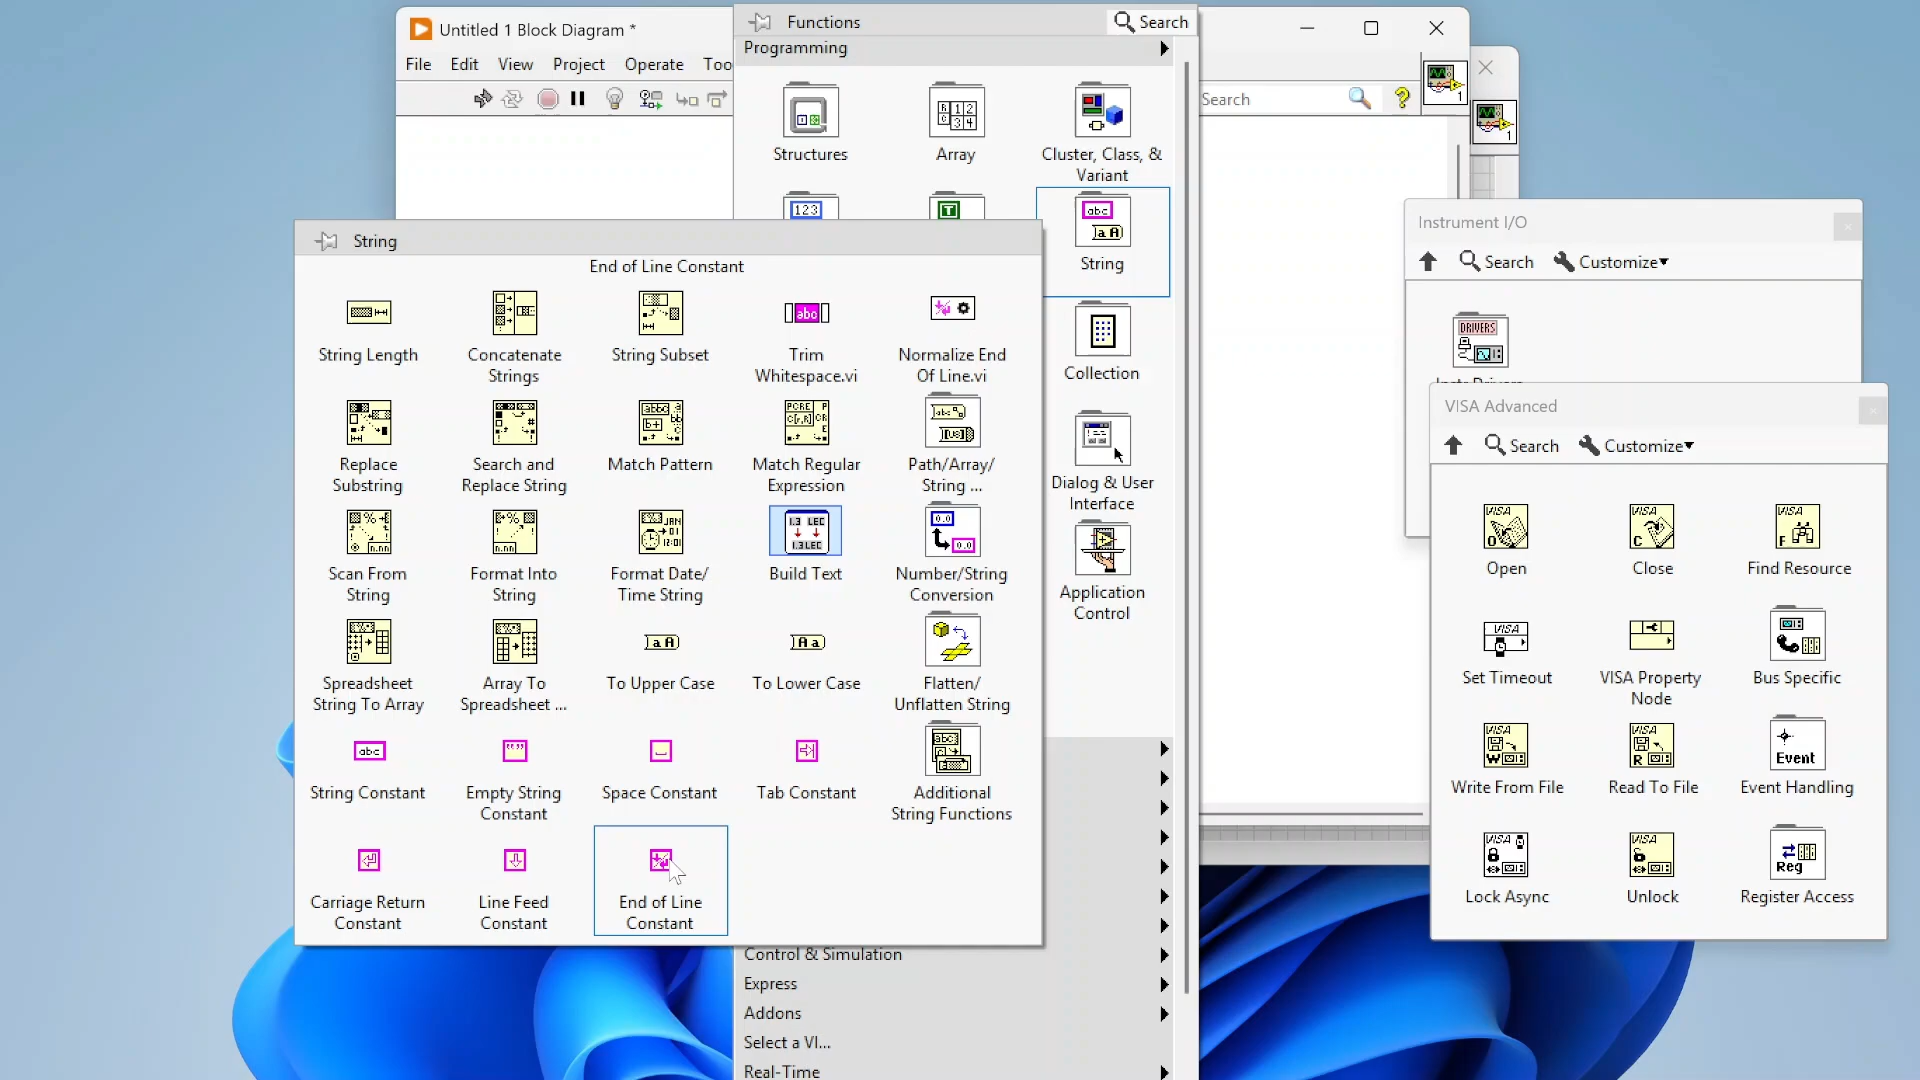 Untitled 1 Block Diagram *
File Edit View Project Operate Too
Search
Functions
Search
Programming
Structures
Array
Cluster, Class, &
Variant
String
Collection
Dialog & User
Interface
Application
Control
String
End of Line Constant
String Length
Concatenate
Strings
String Subset
Trim
Whitespace.vi
Normalize End
Of Line.vi
Replace
Substring
Search and
Replace String
Match Pattern
Match Regular
Expression
Path/Array/
String ...
Scan From
String
Format Into
String
Format Date/
Time String
Build Text
Number/String
Conversion
Spreadsheet
String To Array
Array To
Spreadsheet ...
To Upper Case
To Lower Case
Flatten/
Unflatten String
String Constant
Empty String
Constant
Space Constant
Tab Constant
Additional
String Functions
Carriage Return
Constant
Line Feed
Constant
End of Line
Constant
Control & Simulation
Express
Addons
Select a VI...
Real-Time
Instrument I/O
Search Customize
DRIVERS
VISA Advanced
Search Customize
Open
Close
Find Resource
Set Timeout
VISA Property
Node
Bus Specific
Write From File
Read To File
Event
Event Handling
Lock Async
Unlock
Reg
Register Access